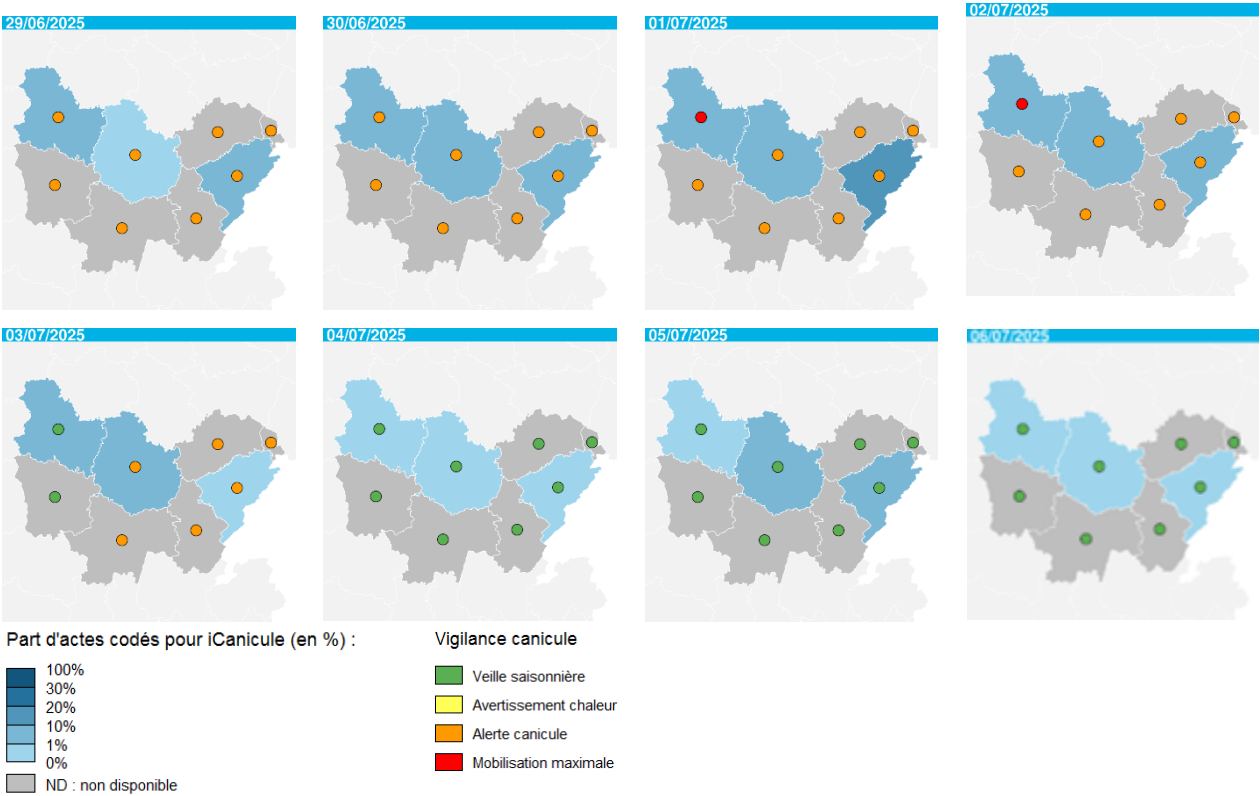 29/06/2025
30/06/2025
01/07/2025
02/07/2025
03/07/2025
04/07/2025
05/07/2025
06/07/2025
Part d'actes codés pour iCanicule (en %) :
100%
30%
20%
10%
1%
0%
ND : non disponible
Vigilance canicule
Veille saisonnière
Avertissement chaleur
Alerte canicule
Mobilisation maximale